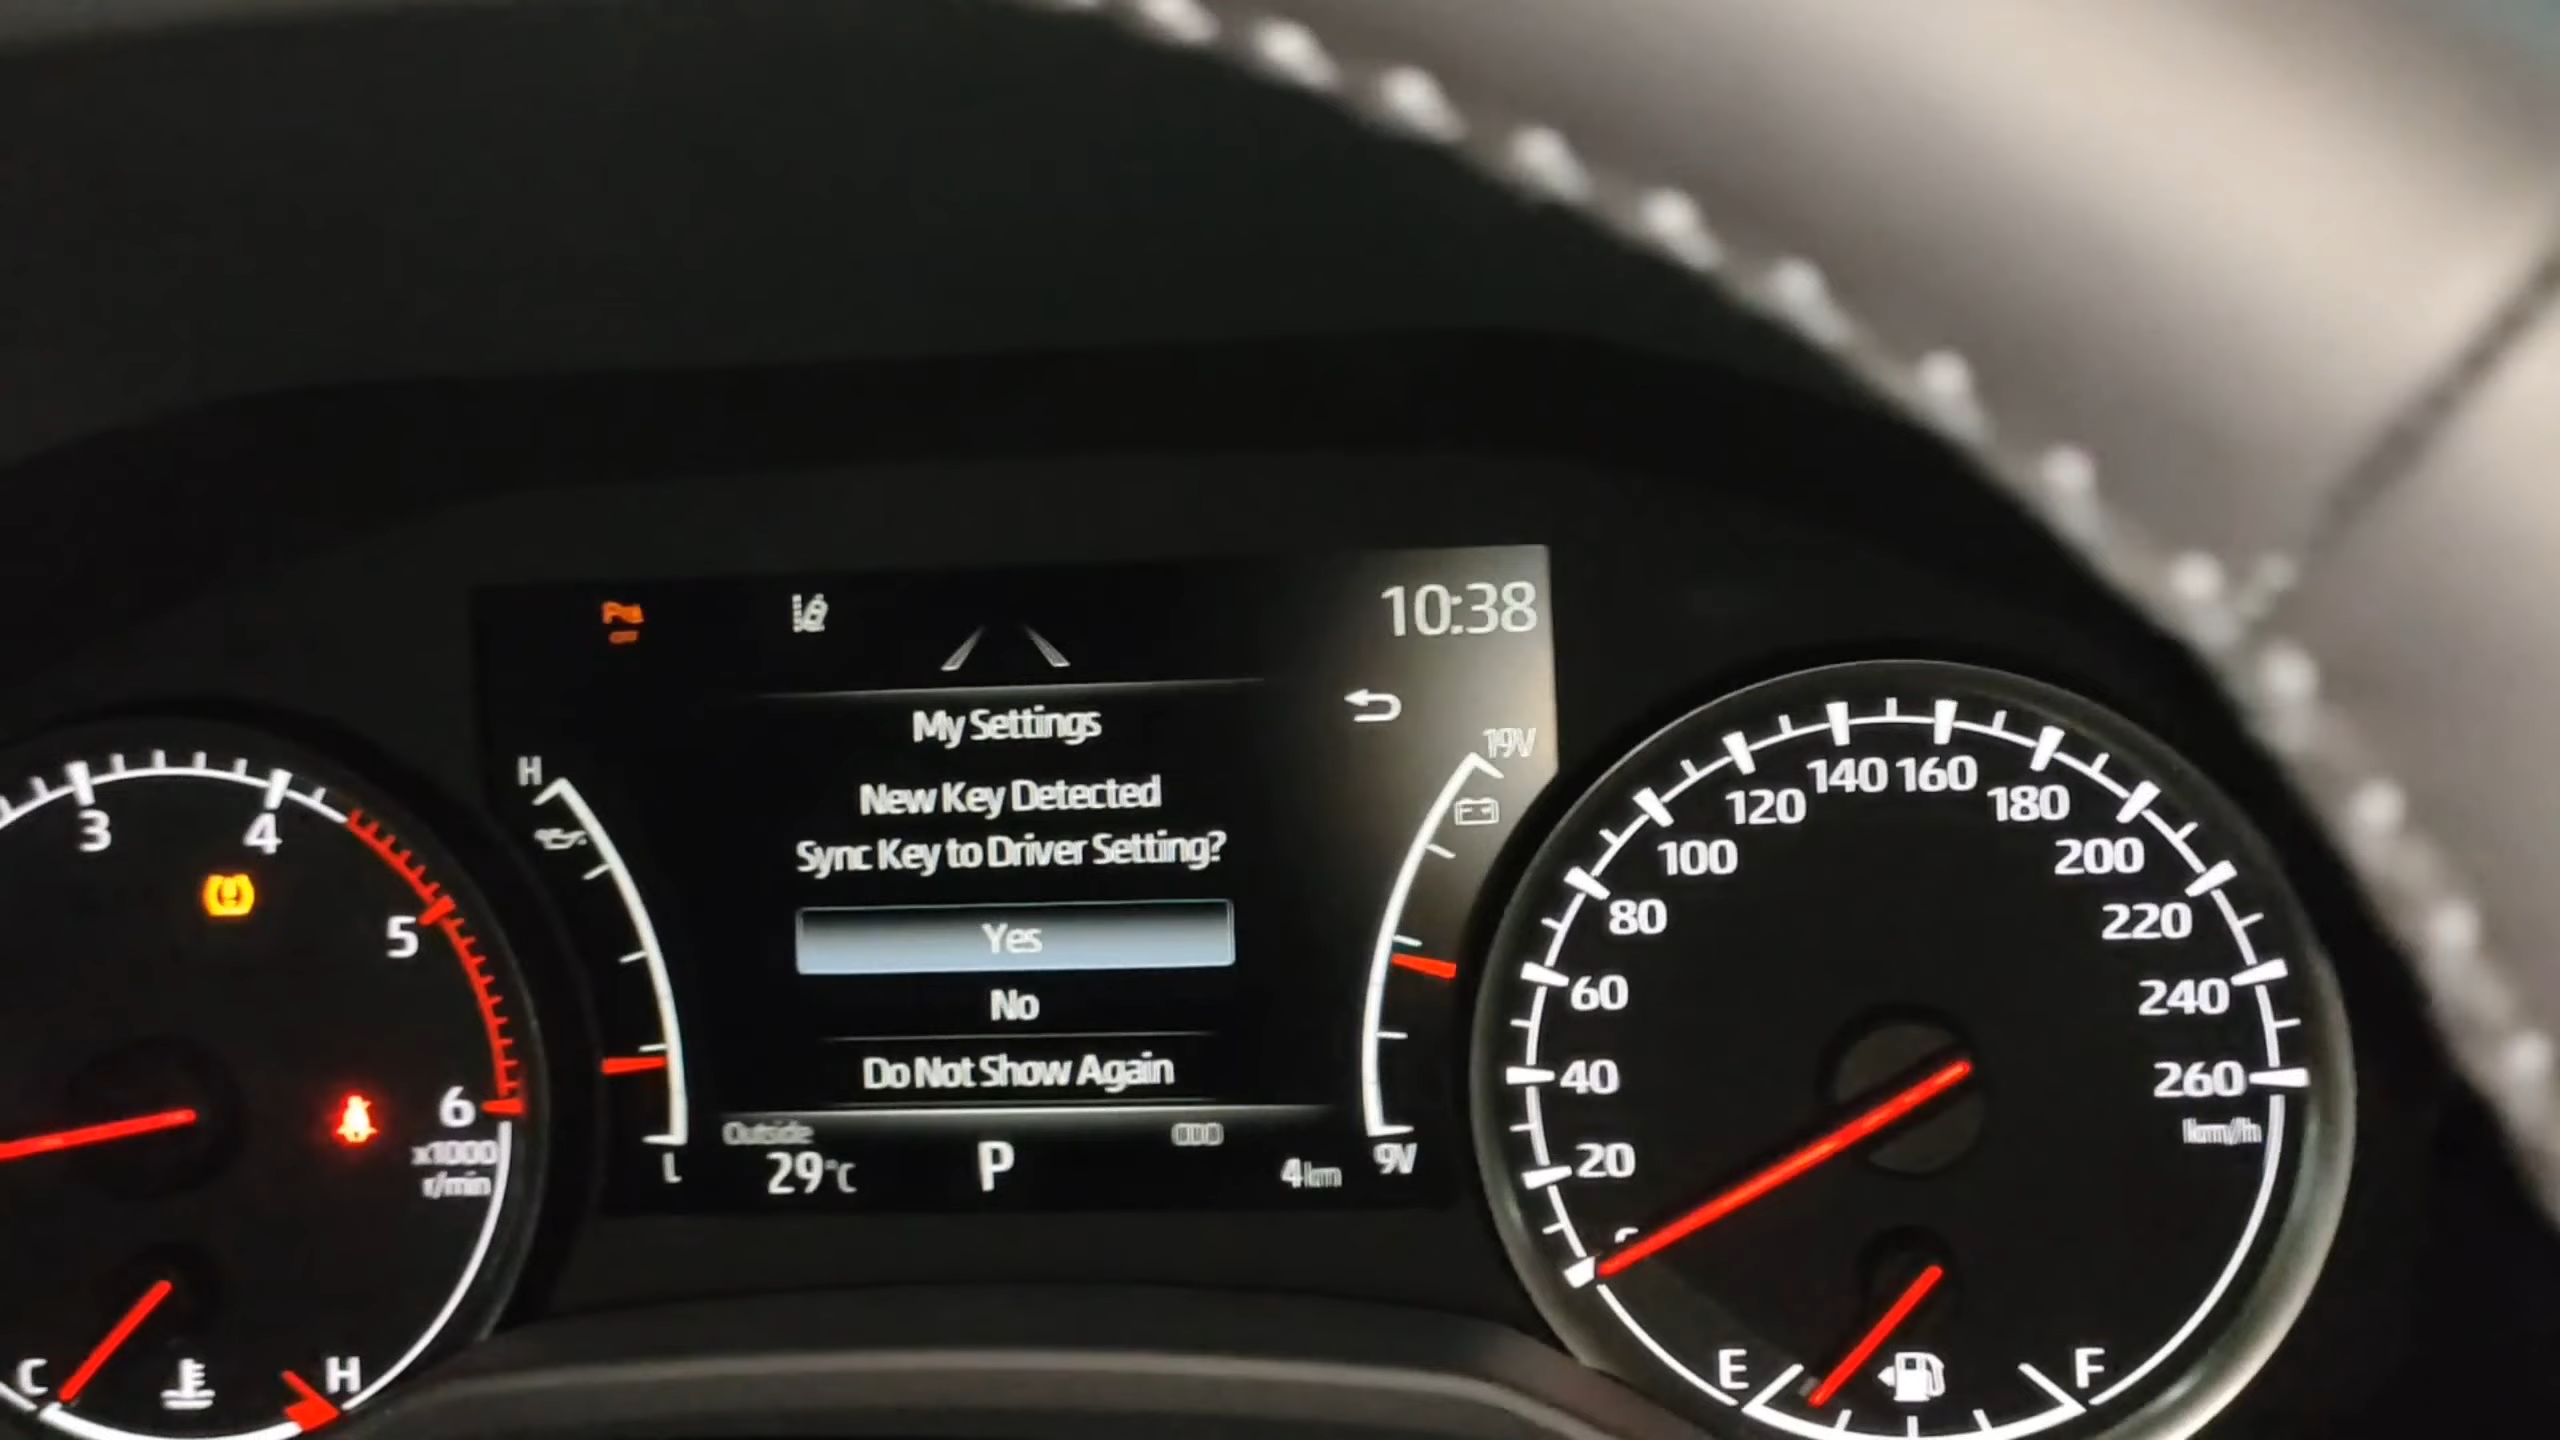 10:38
My Settings
New Key Detected
Sync Key to Driver Setting?
Yes
No
Do Not Show Again
Outside
29°C
P
4km
H
L
19V
9V
3
4
5
6
x1000
r/min
C
H
20
40
60
80
100
120
140
160
180
200
220
240
260
km/h
E
F